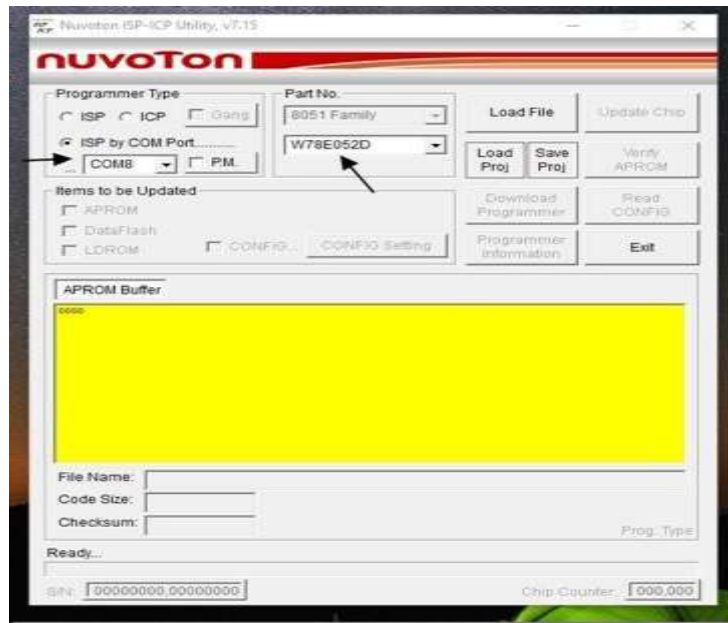 Nuvoton ISP-ICP Utility, v7.15
nuvoTon
Programmer Type
ISP ICP Gang
ISP by COM Port..........
... COM8 P.M.
Part No.
8051 Family
W78E052D
Load File
Update Chip
Load Proj
Save Proj
Verify APROM
Items to be Updated
APROM
DataFlash
LDROM
CONFIG...
CONFIG Setting
Download Programmer
Read CONFIG
Programmer Information
Exit
APROM Buffer
0000
File Name:
Code Size:
Checksum:
Prog. Type
Ready...
S/N: 00000000,00000000
Chip Counter: 000,000